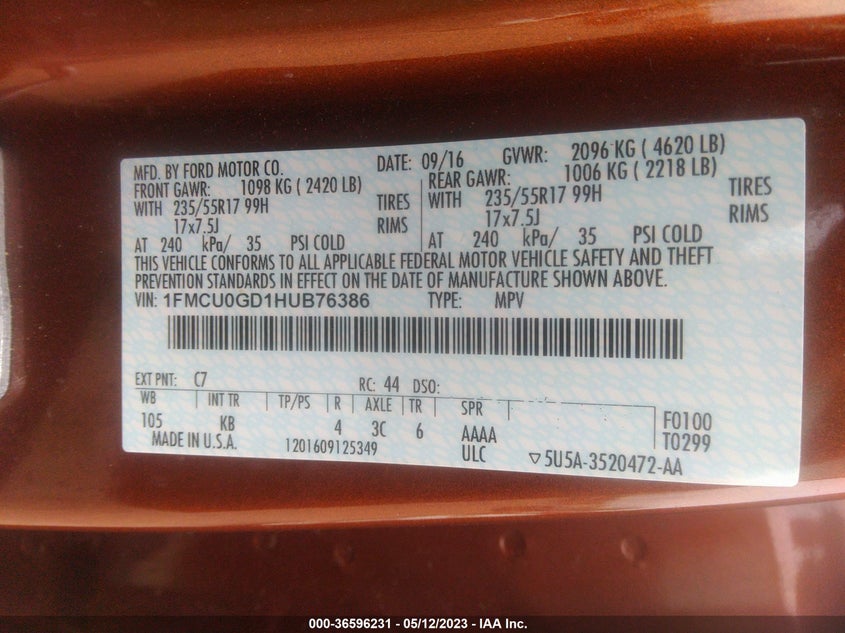 MFD. BY FORD MOTOR CO. DATE: 09/16 GVWR: 2096 KG ( 4620 LB)
FRONT GAWR: 1098 KG ( 2420 LB) REAR GAWR: 1006 KG ( 2218 LB)
WITH 235/55R17 99H TIRES WITH 235/55R17 99H TIRES
17x7.5J RIMS 17x7.5J RIMS
AT 240 kPa/ 35 PSI COLD AT 240 kPa/ 35 PSI COLD
THIS VEHICLE CONFORMS TO ALL APPLICABLE FEDERAL MOTOR VEHICLE SAFETY AND THEFT
PREVENTION STANDARDS IN EFFECT ON THE DATE OF MANUFACTURE SHOWN ABOVE.
VIN: 1FMCU0GD1HUB76386 TYPE: MPV
EXT PNT: C7 RC: 44 DSO:
WB INT TR TP/PS R AXLE TR SPR
105 KB 4 3C 6 AAAA F0100
MADE IN U.S.A. 1201609125349 ULC T0299
▽5U5A-3520472-AA
000-36596231 - 05/12/2023 - IAA Inc.